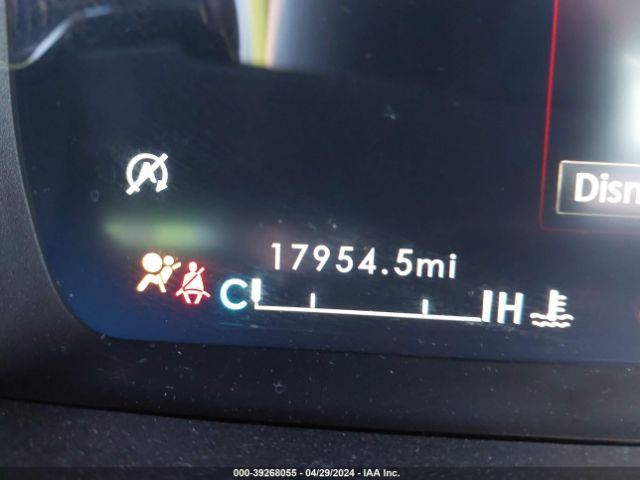 Dism
17954.5mi
C H
000-39268055 - 04/29/2024 - IAA Inc.